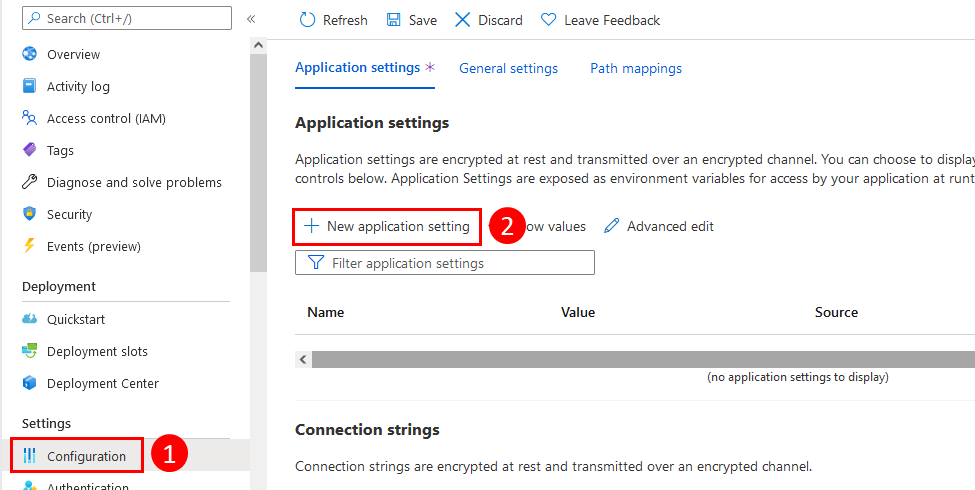 Search (Ctrl+/)
«
Overview
Activity log
Access control (IAM)
Tags
Diagnose and solve problems
Security
Events (preview)
Deployment
Quickstart
Deployment slots
Deployment Center
Settings
Configuration
1
Authentication
Refresh Save Discard Leave Feedback
Application settings * General settings Path mappings
Application settings
Application settings are encrypted at rest and transmitted over an encrypted channel. You can choose to display
controls below. Application Settings are exposed as environment variables for access by your application at runt
New application setting 2 ow values Advanced edit
Filter application settings
Name Value Source
(no application settings to display)
Connection strings
Connection strings are encrypted at rest and transmitted over an encrypted channel.